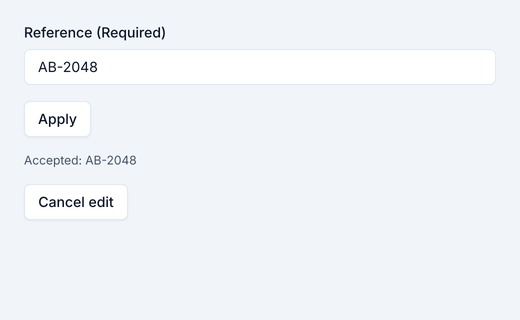 Reference (Required)
AB-2048
Apply
Accepted: AB-2048
Cancel edit